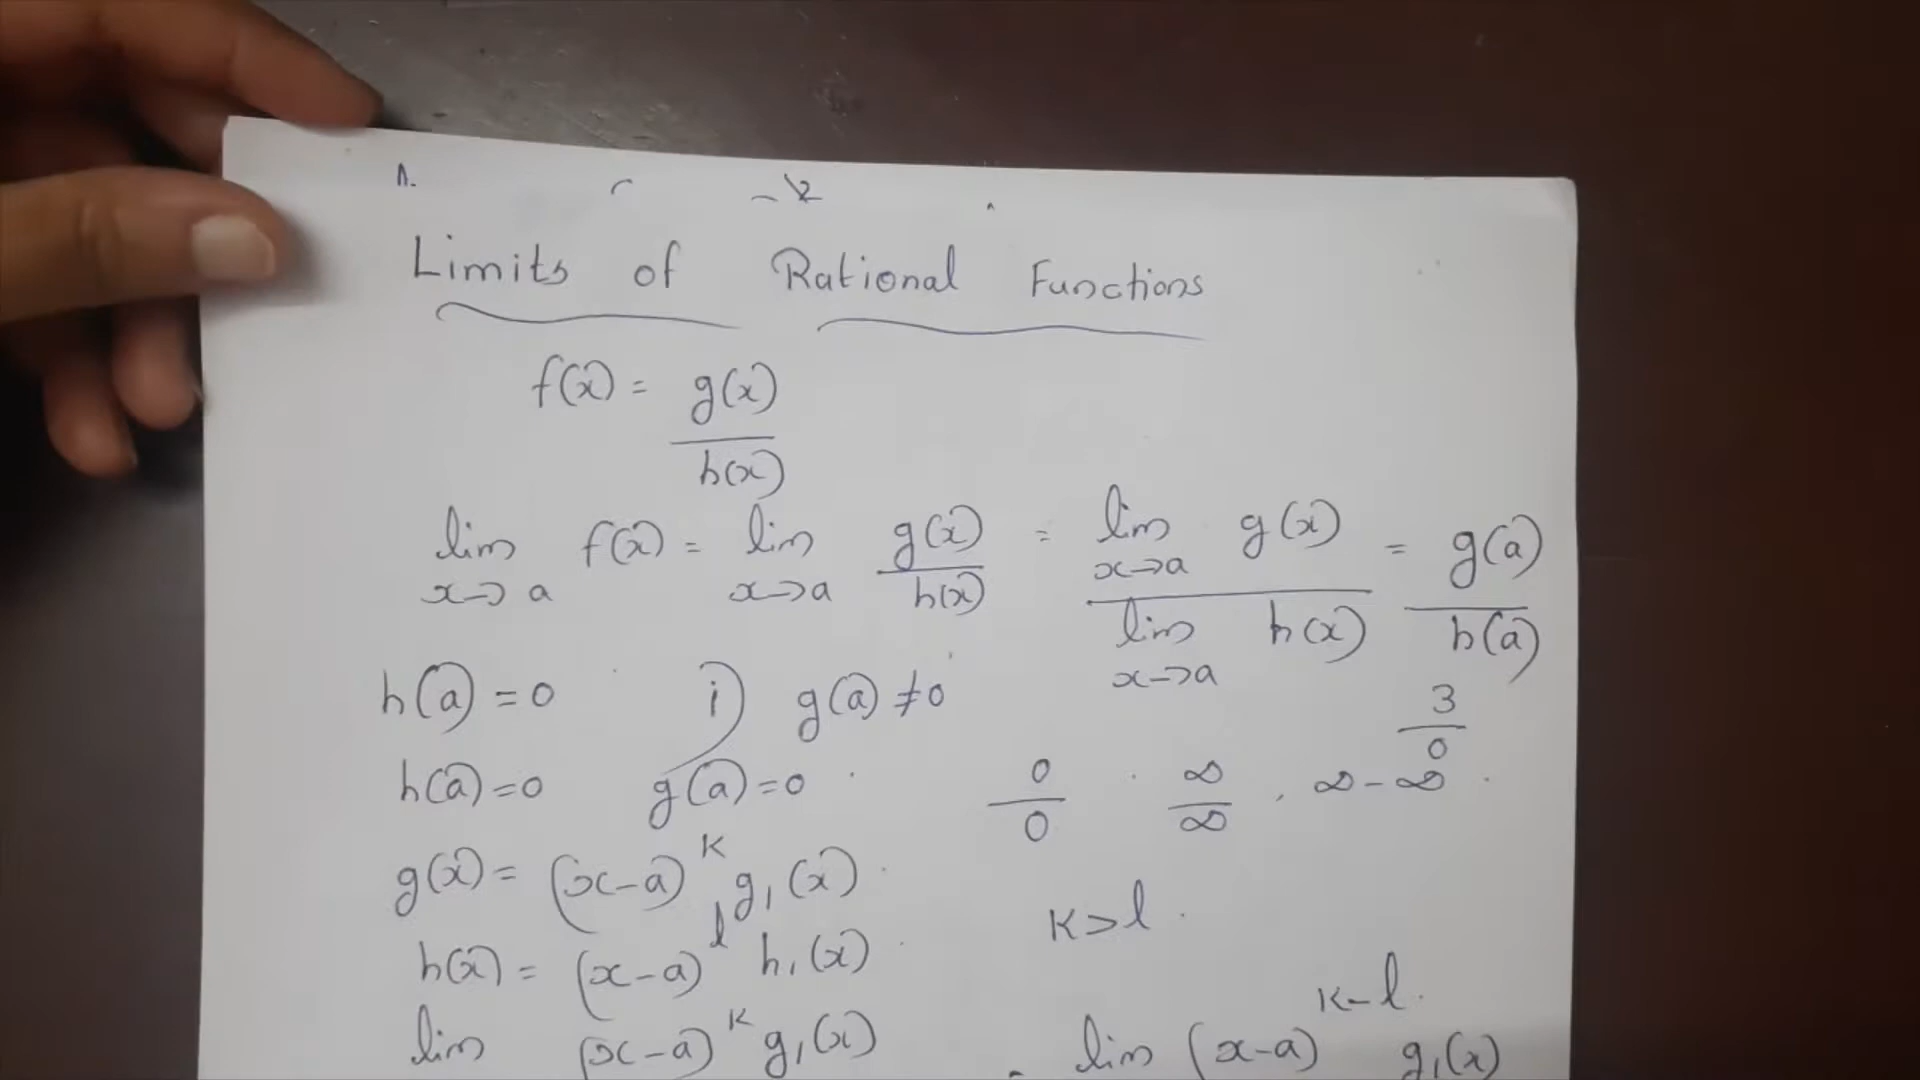 Limits of Rational Functions
f(x) = g(x)/h(x)
lim x→a f(x) = lim x→a g(x)/h(x) = lim x→a g(x) / lim x→a h(x) = g(a)/h(a)
h(a) = 0 i) g(a) ≠ 0 3/0
h(a) = 0 g(a) = 0 . 0/0 . ∞/∞ , ∞ - ∞ .
g(x) = (x-a)^K g₁(x) .
K > l .
h(x) = (x-a)^l h₁(x) .
lim (x-a)^K g₁(x) = lim (x-a)^K-l . g₁(x)